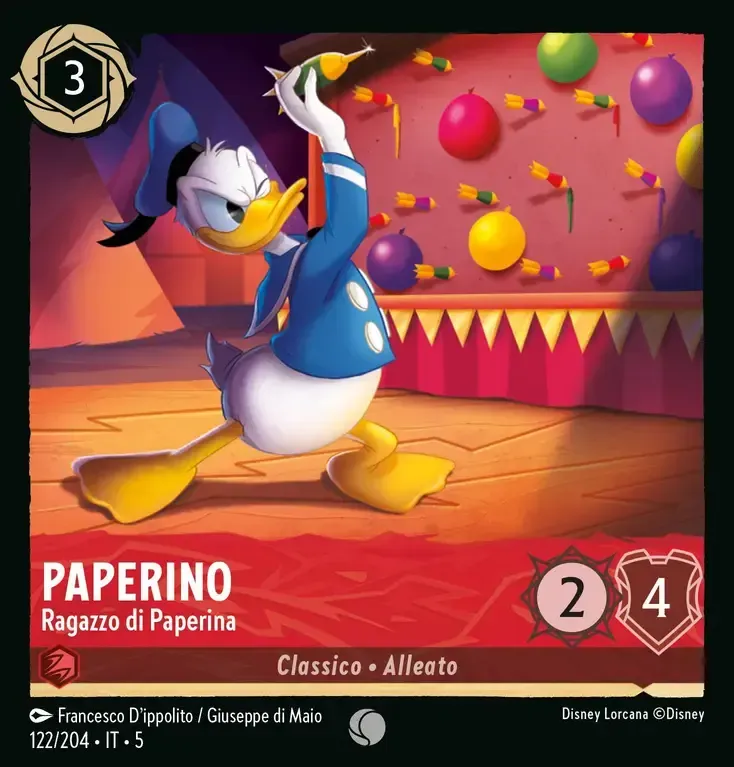 3
PAPERINO
Ragazzo di Paperina
2
4
Classico • Alleato
Francesco D'ippolito / Giuseppe di Maio
Disney Lorcana ©Disney
122/204 • IT • 5